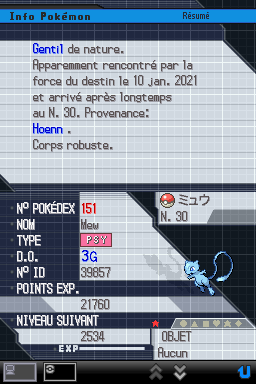 Info Pokémon
Résumé
Gentil de nature.
Apparemment rencontré par la
force du destin le 10 jan. 2021
et arrivé après longtemps
au N. 30. Provenance:
Hoenn .
Corps robuste.
ミュウ
N. 30
Nº POKÉDEX 151
NOM Mew
TYPE PSY
D.O. 3G
Nº ID 39857
POINTS EXP.
21760
NIVEAU SUIVANT
2534
EXP
OBJET
Aucun